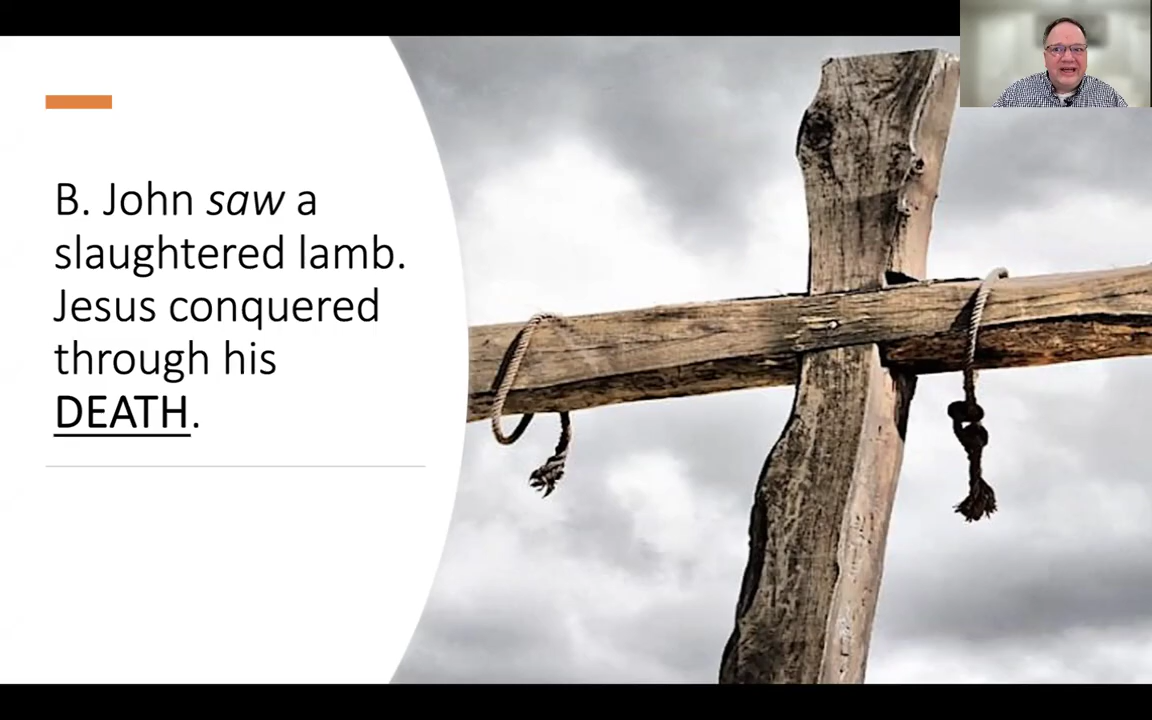 B. John saw a
slaughtered lamb.
Jesus conquered
through his
DEATH.